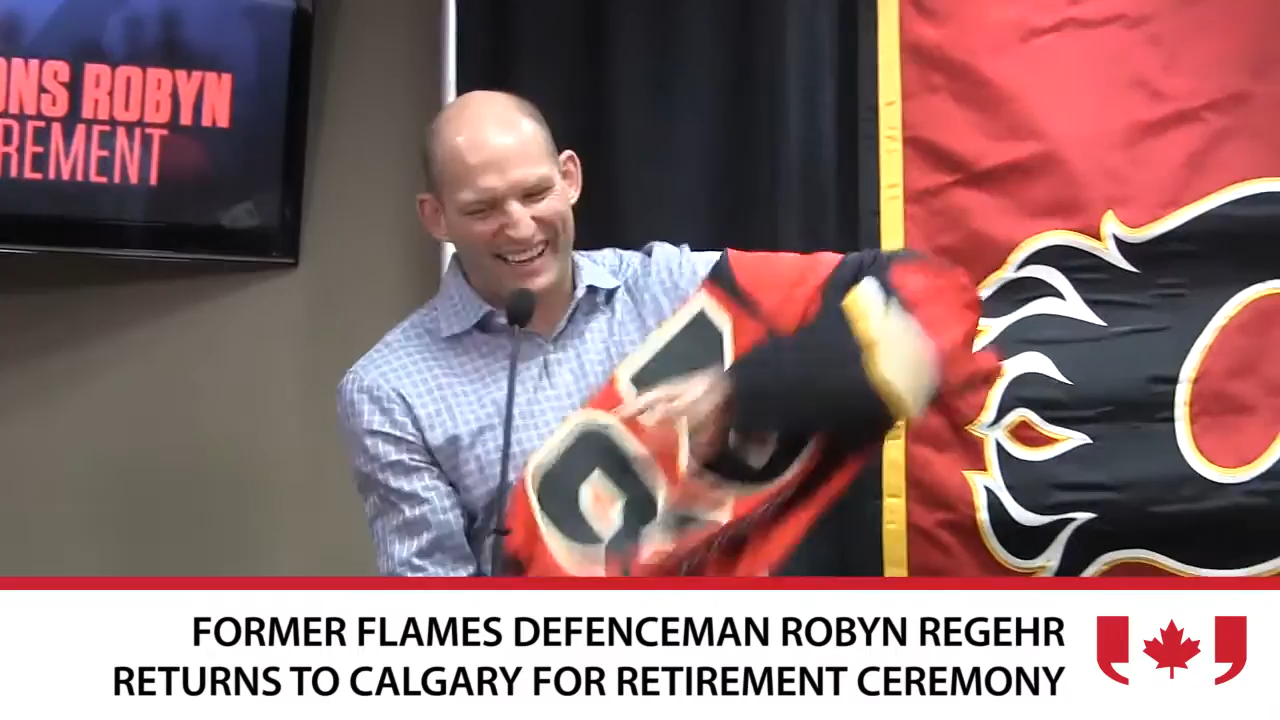 ONS ROBYN
REMENT
FORMER FLAMES DEFENCEMAN ROBYN REGEHR
RETURNS TO CALGARY FOR RETIREMENT CEREMONY